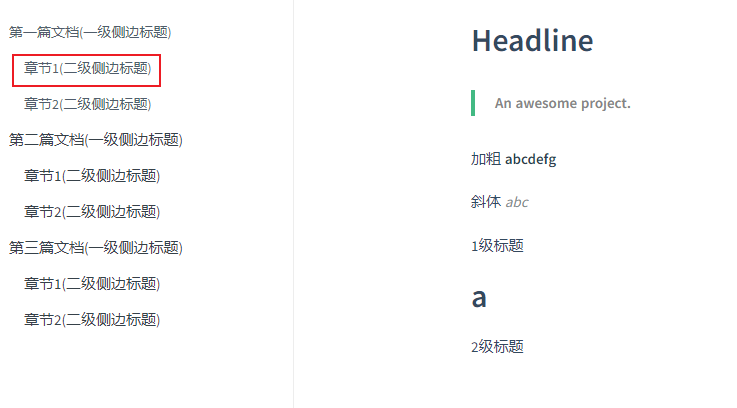 第一篇文档(一级侧边标题)
章节1(二级侧边标题)
章节2(二级侧边标题)
第二篇文档(一级侧边标题)
章节1(二级侧边标题)
章节2(二级侧边标题)
第三篇文档(一级侧边标题)
章节1(二级侧边标题)
章节2(二级侧边标题)
Headline
An awesome project.
加粗 abcdefg
斜体 abc
1级标题
a
2级标题